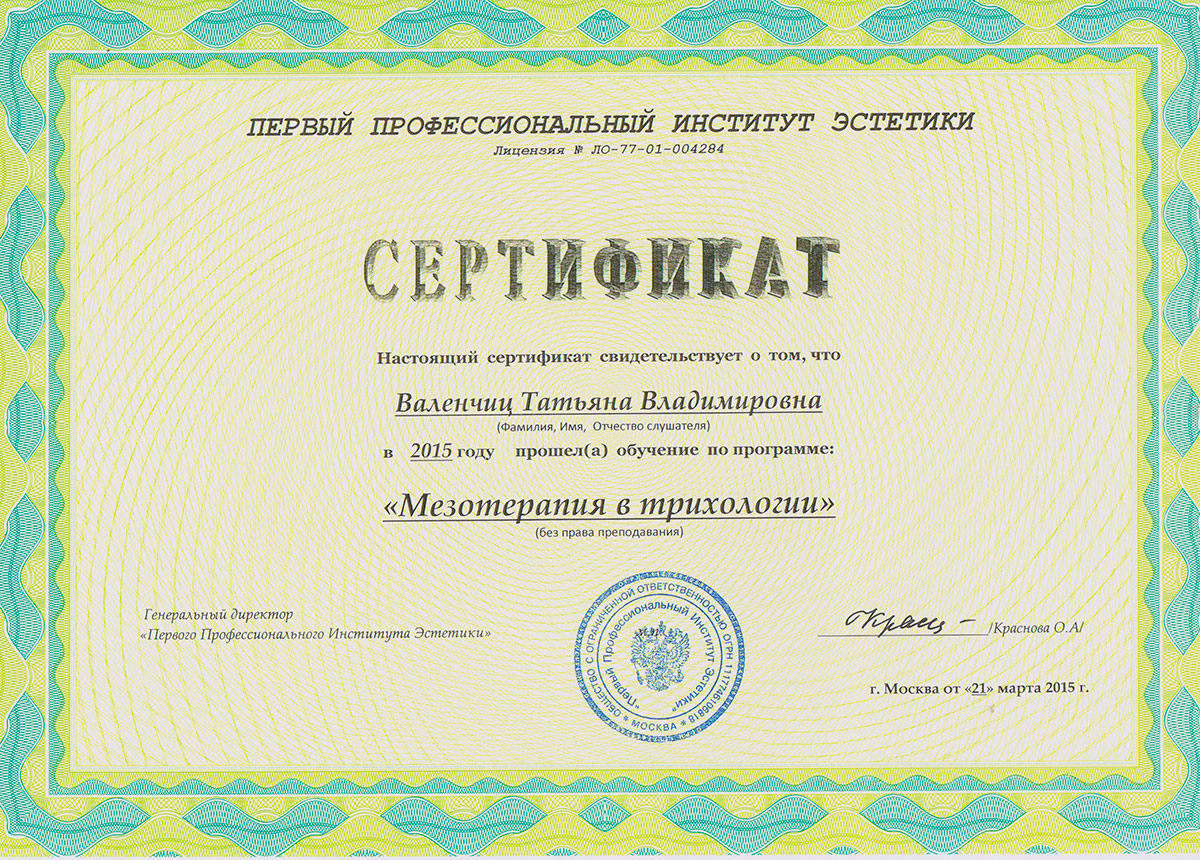 ПЕРВЫЙ ПРОФЕССИОНАЛЬНЫЙ ИНСТИТУТ ЭСТЕТИКИ
Лицензия № ЛО-77-01-004284
СЕРТИФИКАТ
Настоящий сертификат свидетельствует о том, что
Валенчиц Татьяна Владимировна
(Фамилия, Имя, Отчество слушателя)
в 2015 году прошел(а) обучение по программе:
«Мезотерапия в трихологии»
(без права преподавания)
Генеральный директор
«Первого Профессионального Института Эстетики»
/Краснова О.А/
г. Москва от «21» марта 2015 г.
ОБЩЕСТВО С ОГРАНИЧЕННОЙ ОТВЕТСТВЕННОСТЬЮ ОГРН 1117746106818
* МОСКВА *
"Первый Профессиональный Институт Эстетики"